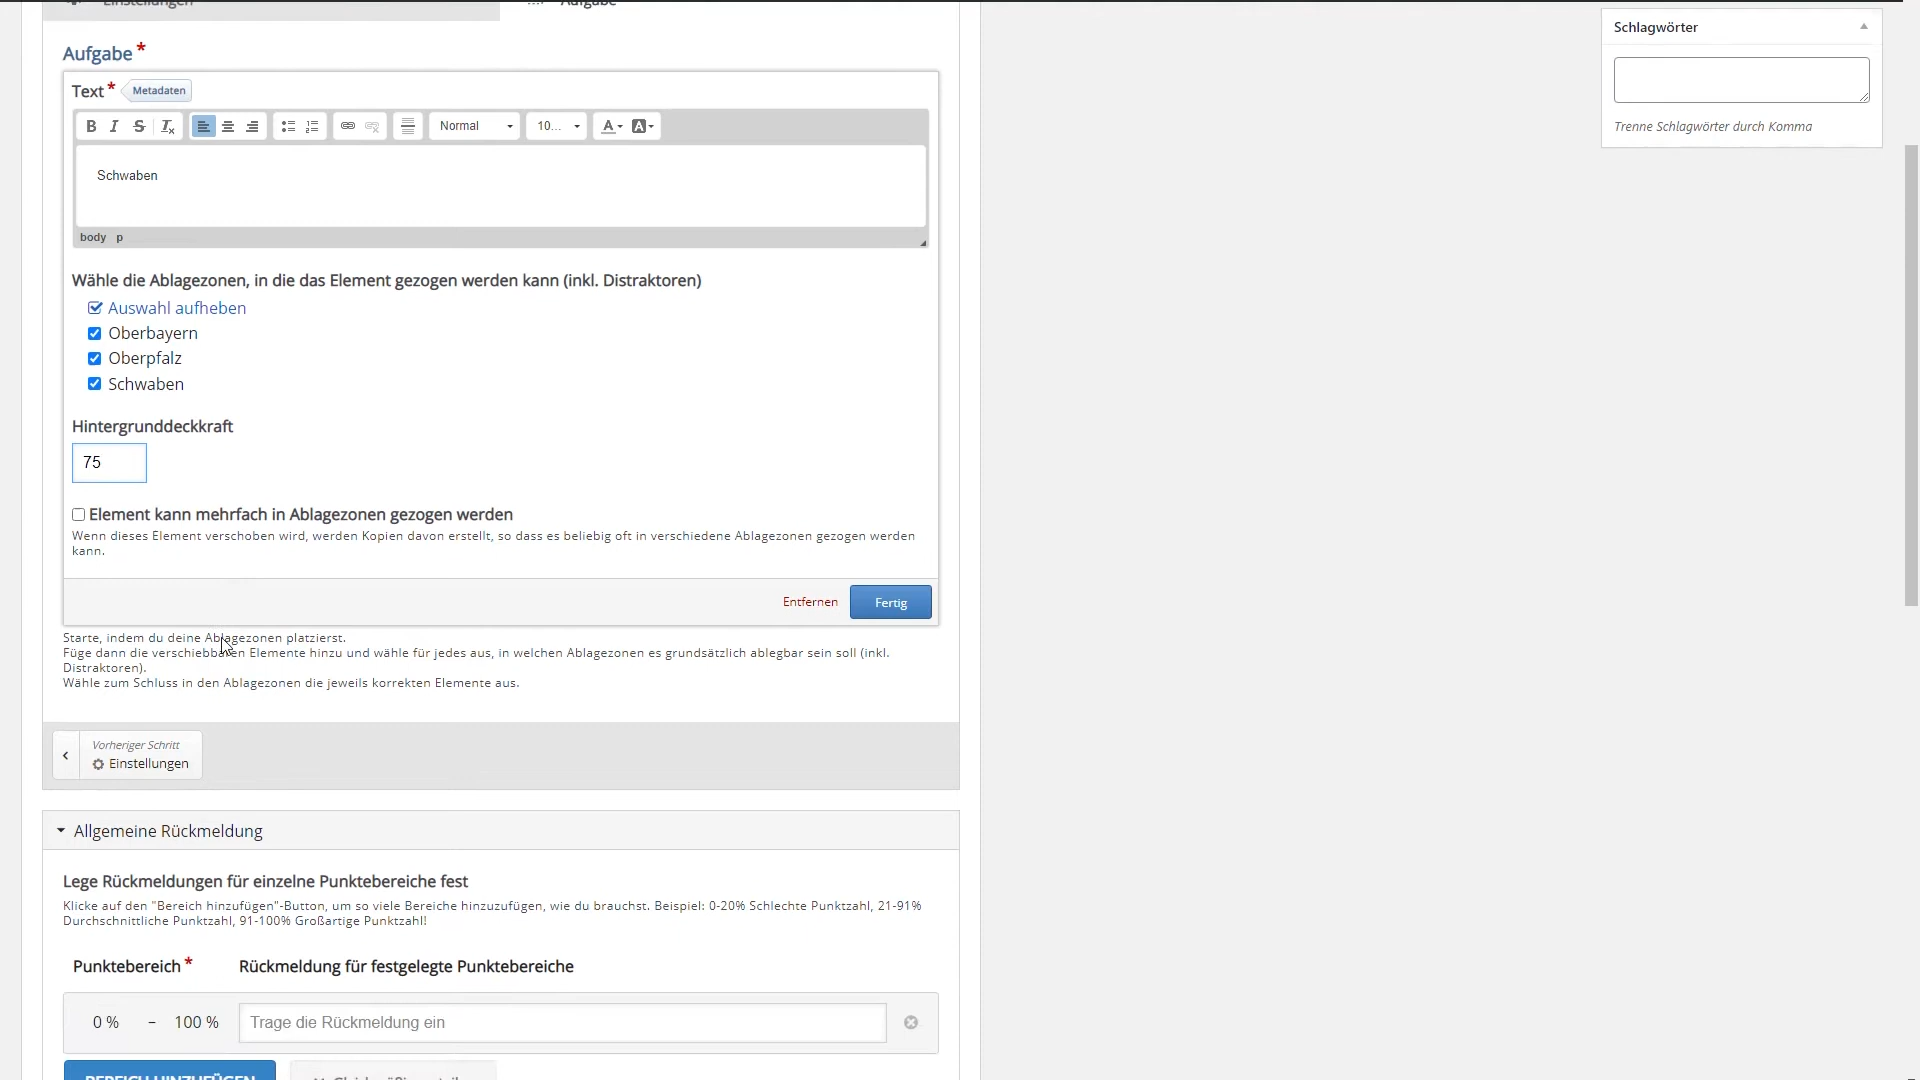 Einstellungen
Aufgabe
Schlagwörter
Trenne Schlagwörter durch Komma
Aufgabe *
Text * Metadaten
Normal
10...
Schwaben
body p
Wähle die Ablagezonen, in die das Element gezogen werden kann (inkl. Distraktoren)
Auswahl aufheben
Oberbayern
Oberpfalz
Schwaben
Hintergrunddeckkraft
75
Element kann mehrfach in Ablagezonen gezogen werden
Wenn dieses Element verschoben wird, werden Kopien davon erstellt, so dass es beliebig oft in verschiedene Ablagezonen gezogen werden
kann.
Entfernen
Fertig
Starte, indem du deine Ablagezonen platzierst.
Füge dann die verschiebbaren Elemente hinzu und wähle für jedes aus, in welchen Ablagezonen es grundsätzlich ablegbar sein soll (inkl.
Distraktoren).
Wähle zum Schluss in den Ablagezonen die jeweils korrekten Elemente aus.
Vorheriger Schritt
Einstellungen
Allgemeine Rückmeldung
Lege Rückmeldungen für einzelne Punktebereiche fest
Klicke auf den "Bereich hinzufügen"-Button, um so viele Bereiche hinzuzufügen, wie du brauchst. Beispiel: 0-20% Schlechte Punktzahl, 21-91%
Durchschnittliche Punktzahl, 91-100% Großartige Punktzahl!
Punktebereich * Rückmeldung für festgelegte Punktebereiche
0 % – 100 % Trage die Rückmeldung ein
BEREICH HINZUFÜGEN